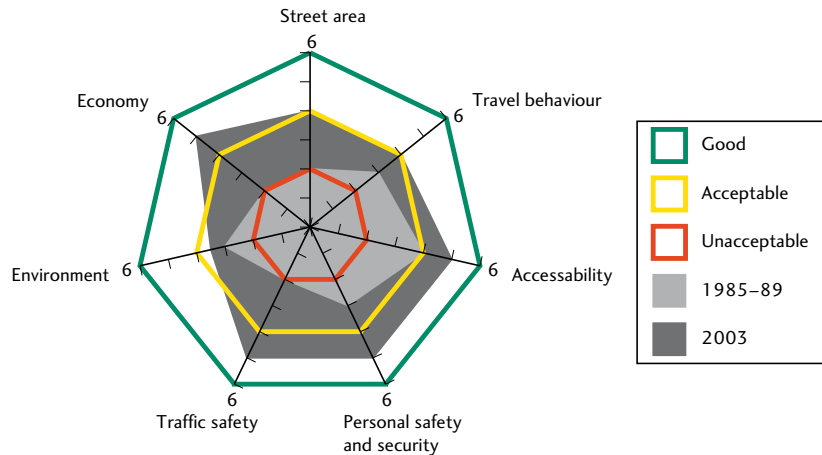 Street area
6
Economy
6
Travel behaviour
6
Environment
6
Accessability
6
Traffic safety
6
Personal safety
and security
6
Good
Acceptable
Unacceptable
1985–89
2003